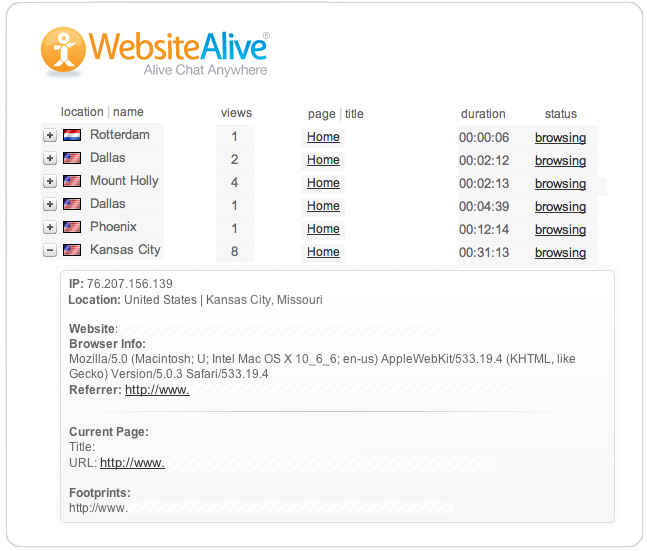 WebsiteAlive®
Alive Chat Anywhere
location | name views page | title duration status
Rotterdam 1 Home 00:00:06 browsing
Dallas 2 Home 00:02:12 browsing
Mount Holly 4 Home 00:02:13 browsing
Dallas 1 Home 00:04:39 browsing
Phoenix 1 Home 00:12:14 browsing
Kansas City 8 Home 00:31:13 browsing
IP: 76.207.156.139
Location: United States | Kansas City, Missouri
Website:
Browser Info:
Mozilla/5.0 (Macintosh; U; Intel Mac OS X 10_6_6; en-us) AppleWebKit/533.19.4 (KHTML, like
Gecko) Version/5.0.3 Safari/533.19.4
Referrer: http://www.
Current Page:
Title:
URL: http://www.
Footprints:
http://www.